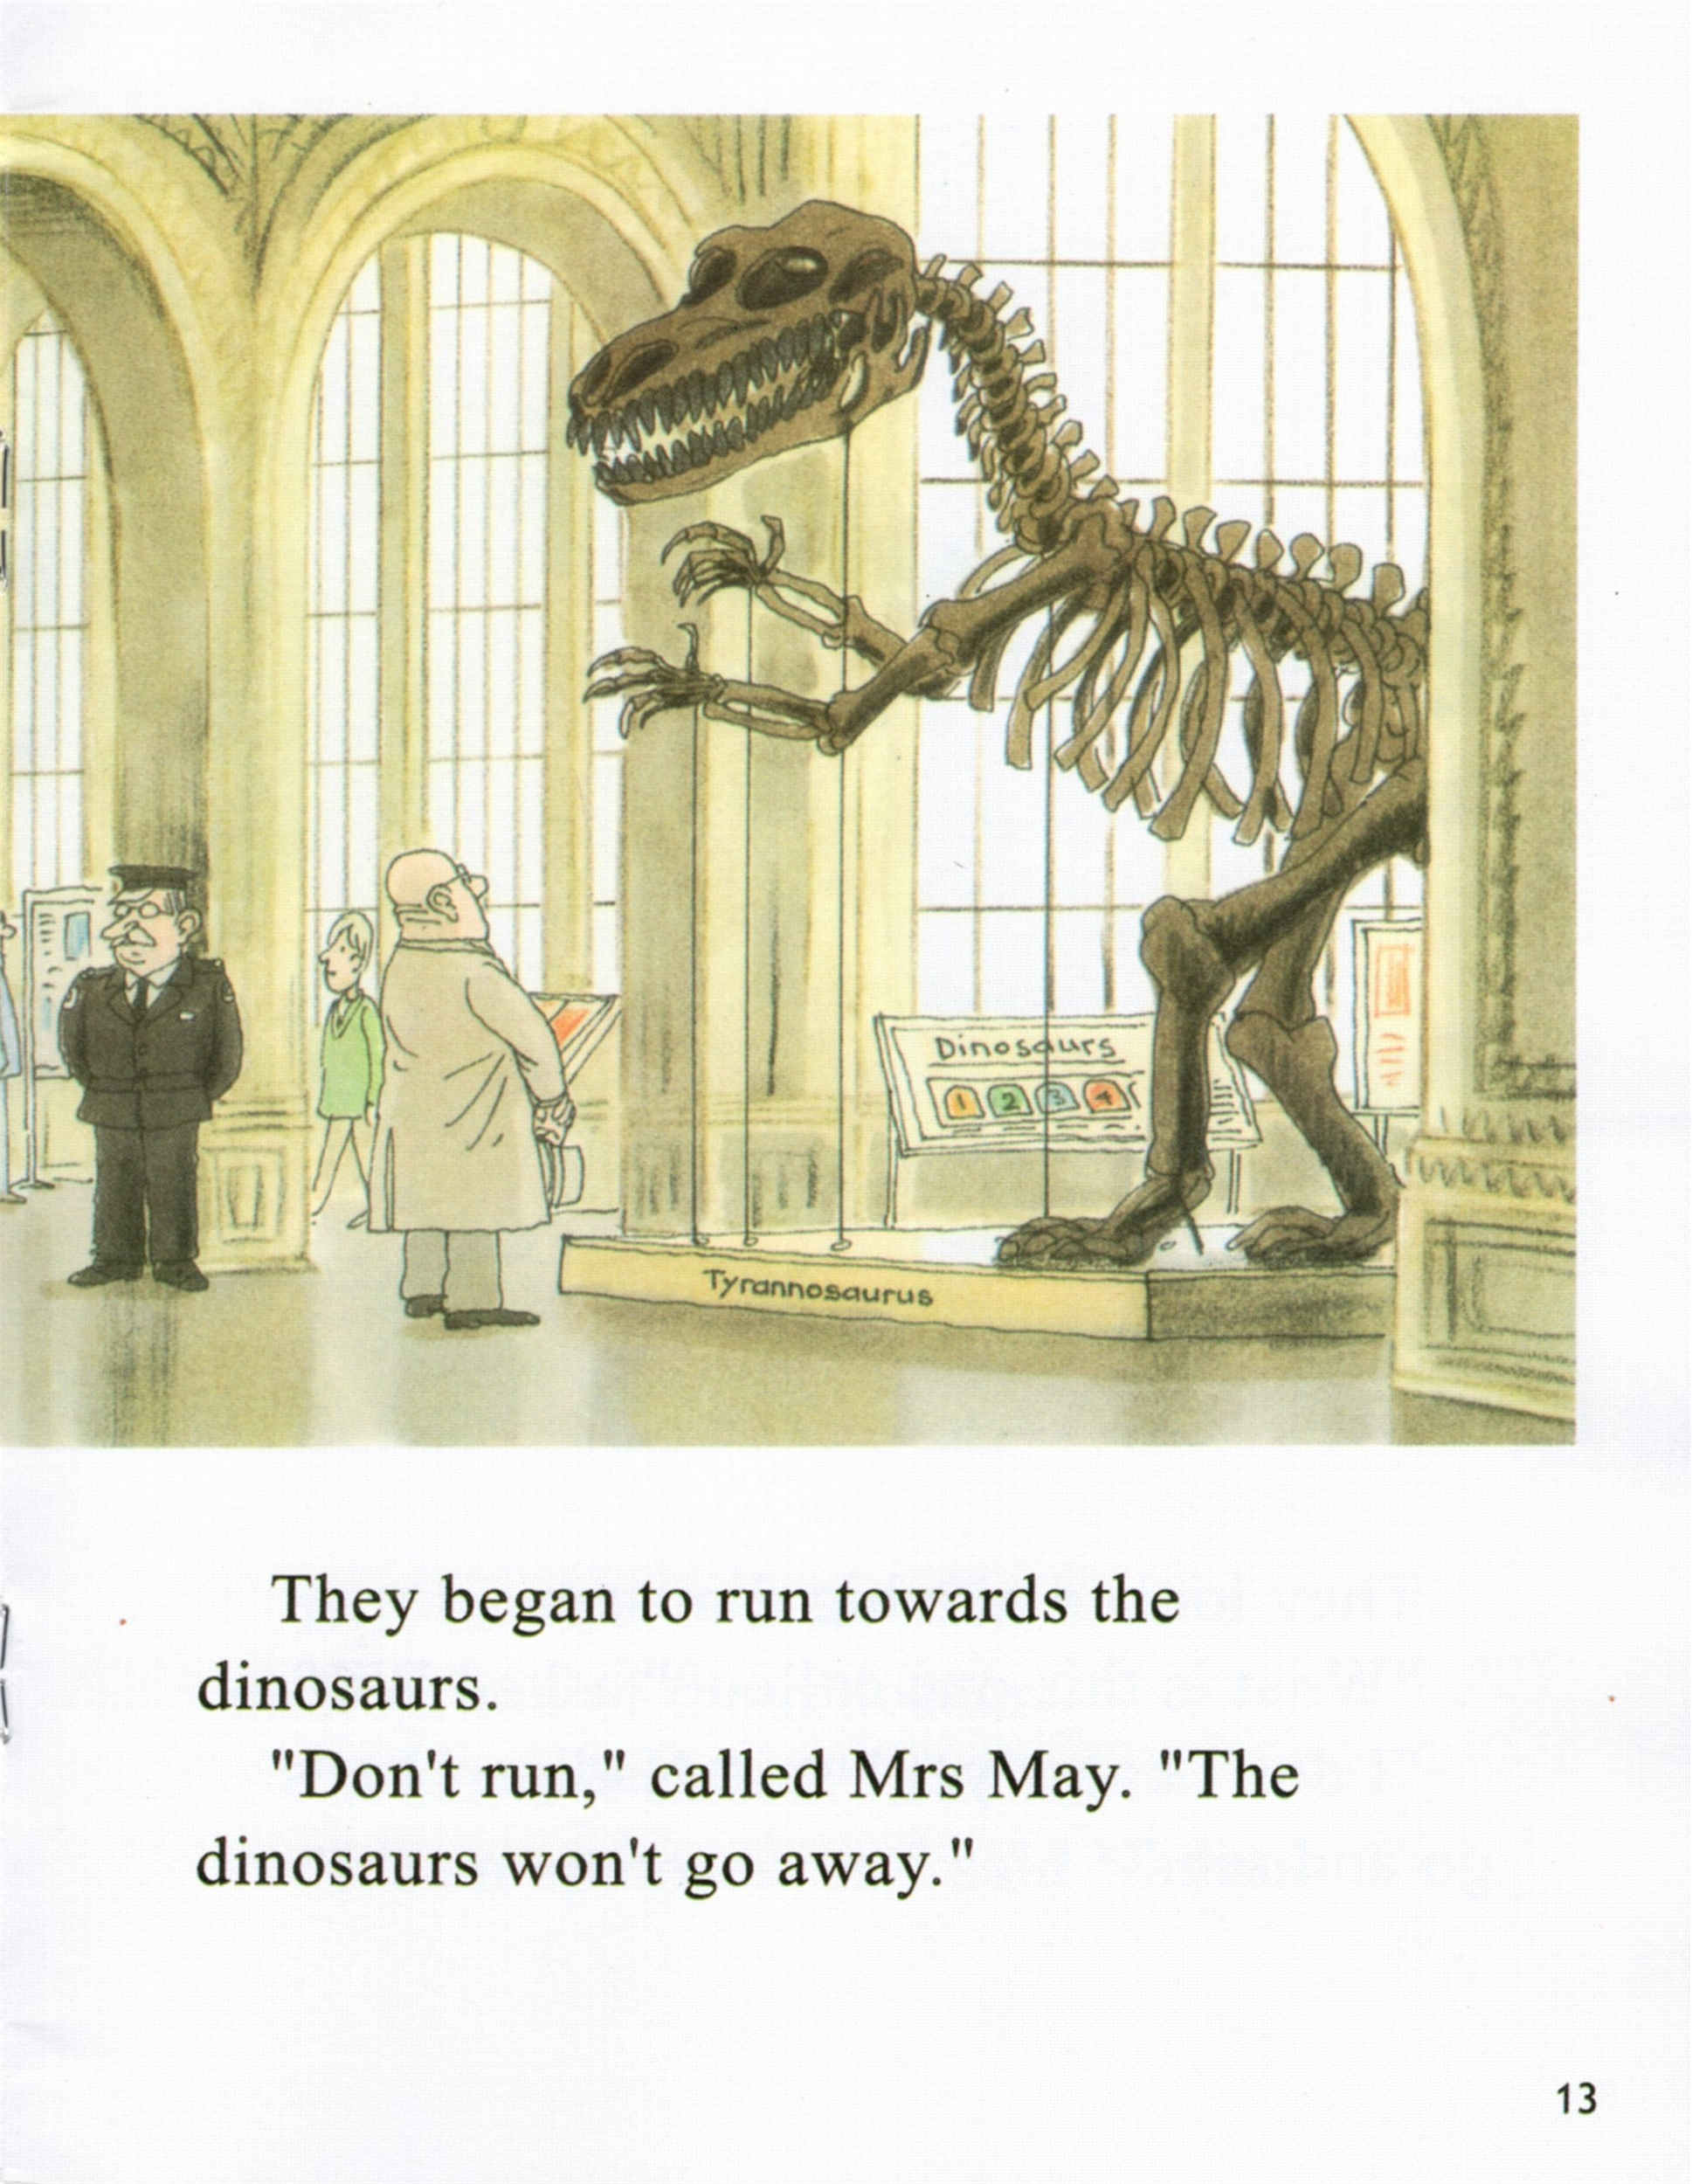 Dinosaurs
1 2 3 4
Tyrannosaurus
They began to run towards the
dinosaurs.
"Don't run," called Mrs May. "The
dinosaurs won't go away."
13